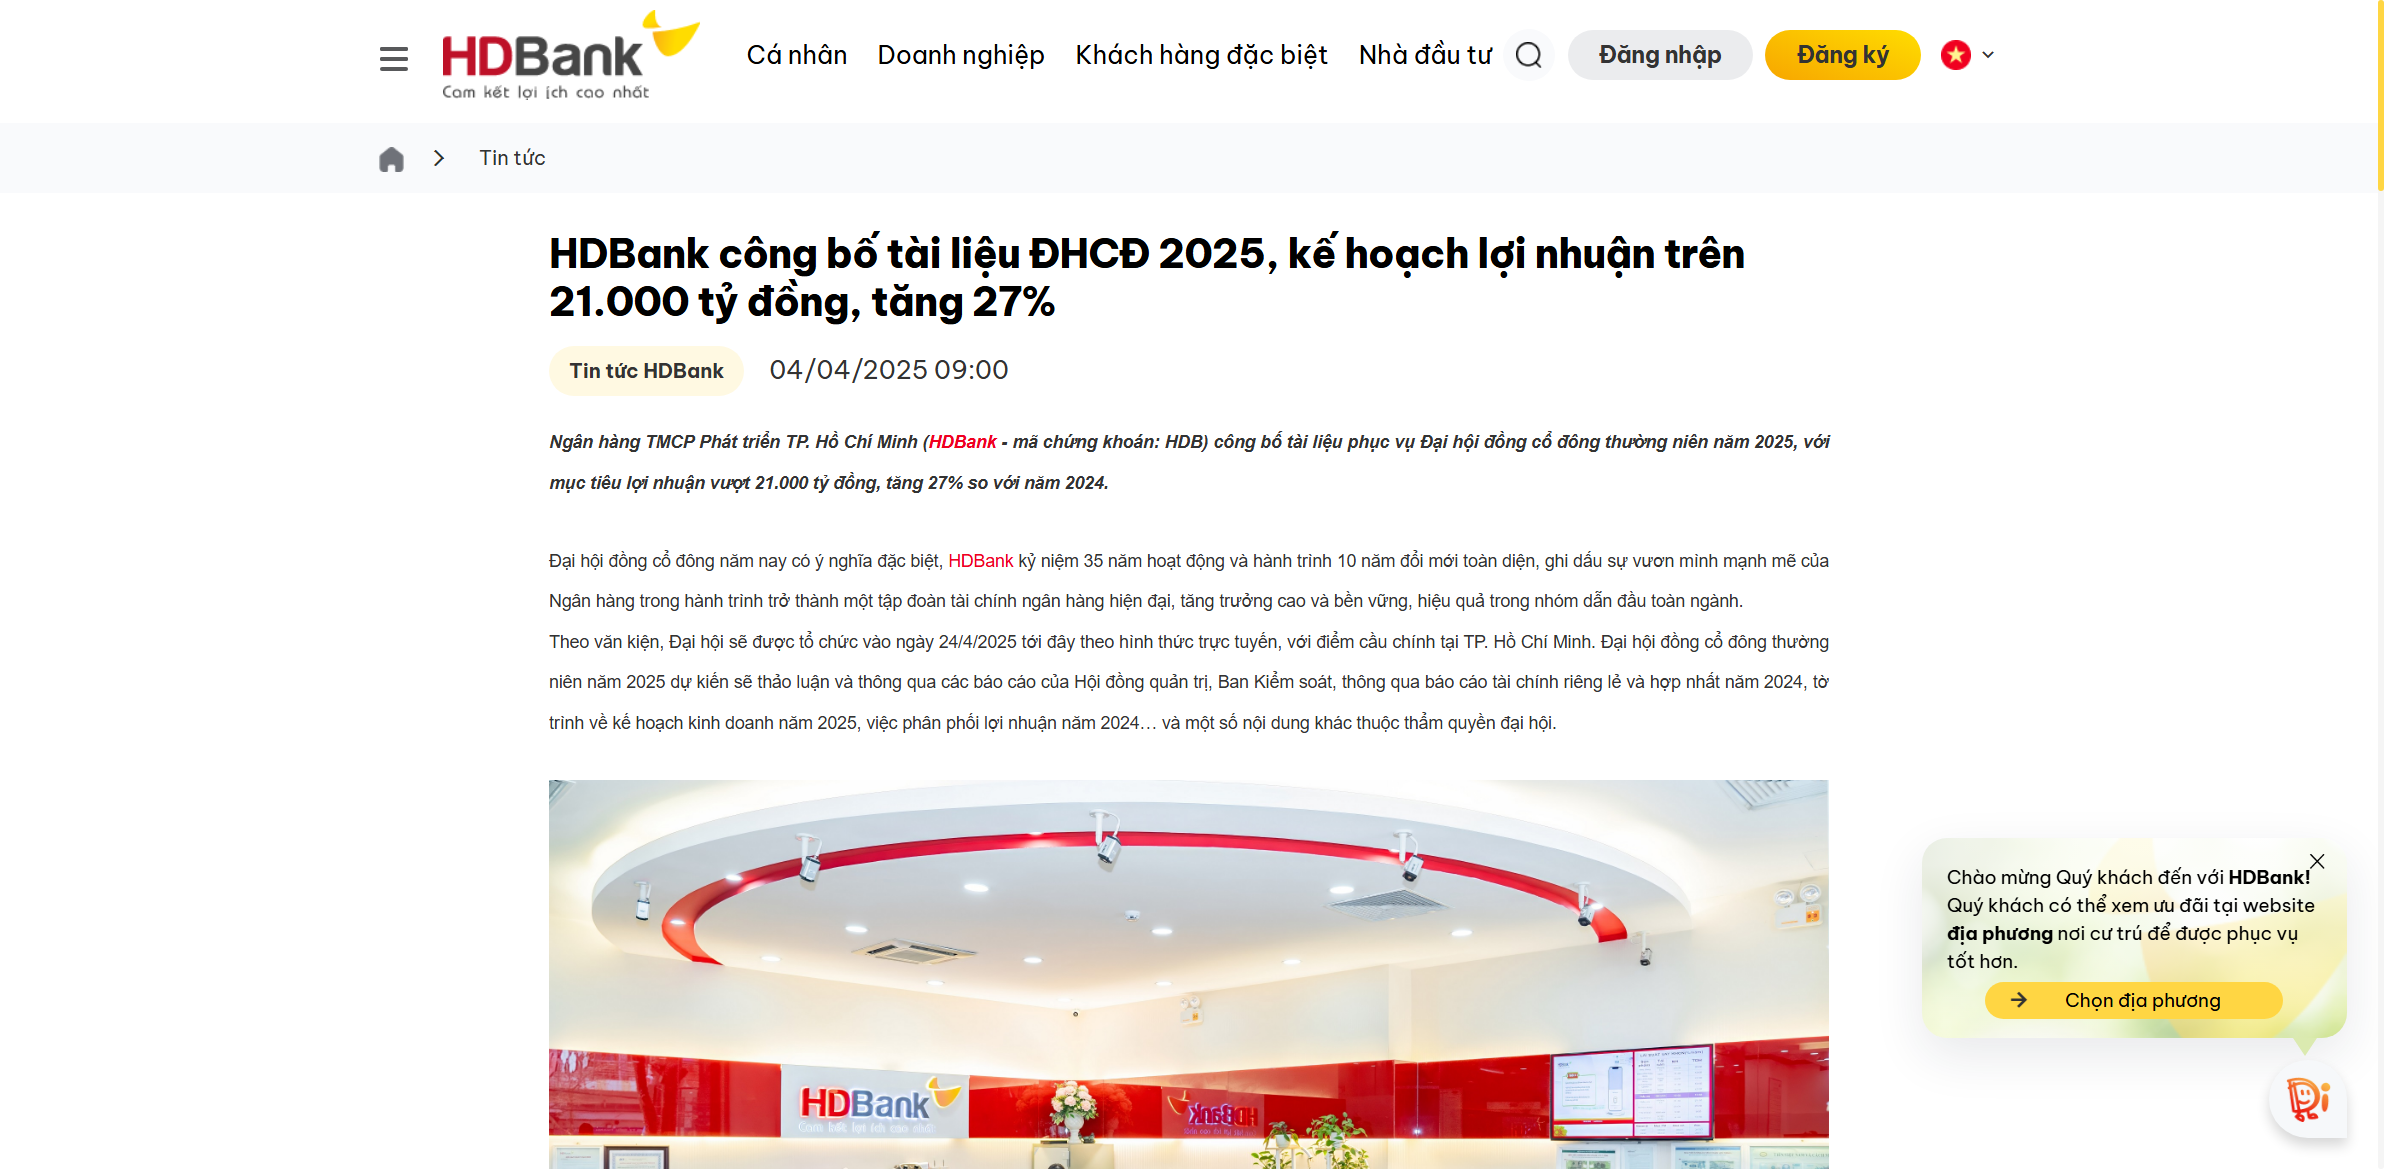 HDBank
Cam kết lợi ích cao nhất
Cá nhân
Doanh nghiệp
Khách hàng đặc biệt
Nhà đầu tư
Đăng nhập
Đăng ký
Tin tức
HDBank công bố tài liệu ĐHCĐ 2025, kế hoạch lợi nhuận trên
21.000 tỷ đồng, tăng 27%
Tin tức HDBank
04/04/2025 09:00
Ngân hàng TMCP Phát triển TP. Hồ Chí Minh (HDBank - mã chứng khoán: HDB) công bố tài liệu phục vụ Đại hội đồng cổ đông thường niên năm 2025, với
mục tiêu lợi nhuận vượt 21.000 tỷ đồng, tăng 27% so với năm 2024.
Đại hội đồng cổ đông năm nay có ý nghĩa đặc biệt, HDBank kỷ niệm 35 năm hoạt động và hành trình 10 năm đổi mới toàn diện, ghi dấu sự vươn mình mạnh mẽ của
Ngân hàng trong hành trình trở thành một tập đoàn tài chính ngân hàng hiện đại, tăng trưởng cao và bền vững, hiệu quả trong nhóm dẫn đầu toàn ngành.
Theo văn kiện, Đại hội sẽ được tổ chức vào ngày 24/4/2025 tới đây theo hình thức trực tuyến, với điểm cầu chính tại TP. Hồ Chí Minh. Đại hội đồng cổ đông thường
niên năm 2025 dự kiến sẽ thảo luận và thông qua các báo cáo của Hội đồng quản trị, Ban Kiểm soát, thông qua báo cáo tài chính riêng lẻ và hợp nhất năm 2024, tờ
trình về kế hoạch kinh doanh năm 2025, việc phân phối lợi nhuận năm 2024… và một số nội dung khác thuộc thẩm quyền đại hội.
Chào mừng Quý khách đến với HDBank!
Quý khách có thể xem ưu đãi tại website
địa phương nơi cư trú để được phục vụ
tốt hơn.
Chọn địa phương
HDBank
Cam kết lợi ích cao nhất
HDBank